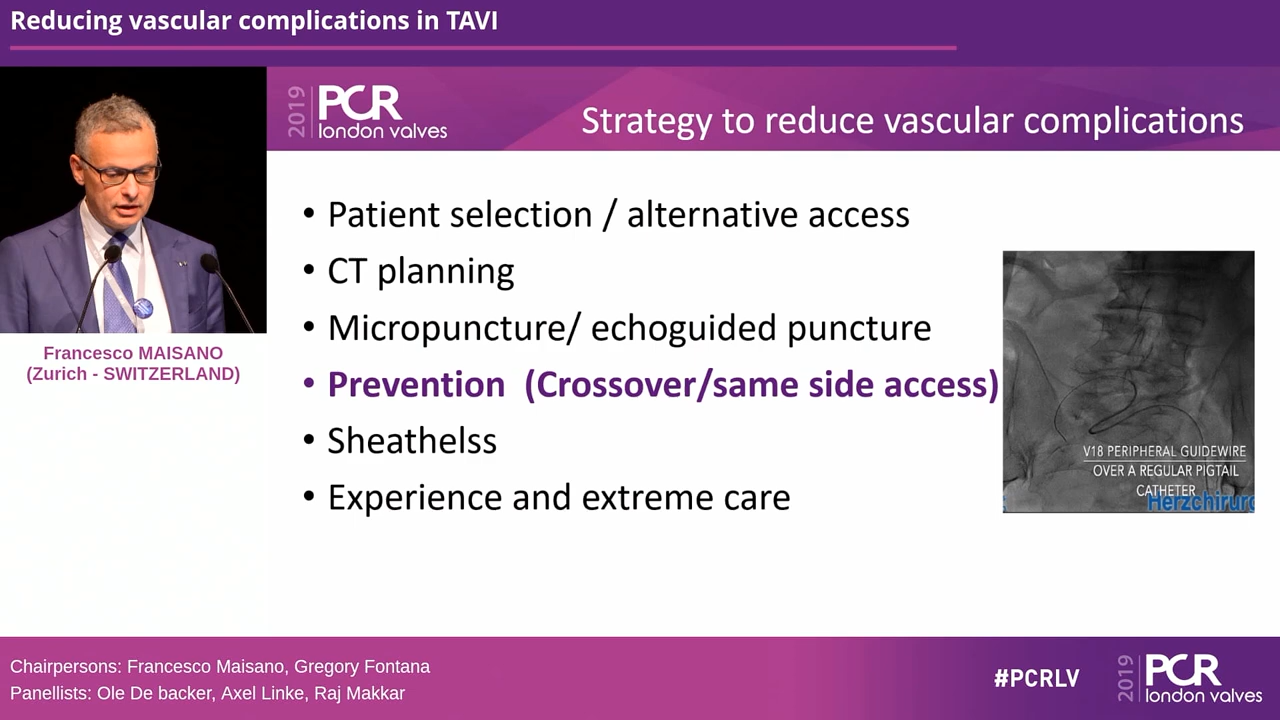 Reducing vascular complications in TAVI
2019 PCR london valves
Strategy to reduce vascular complications
Francesco MAISANO
(Zurich - SWITZERLAND)
• Patient selection / alternative access
• CT planning
• Micropuncture/ echoguided puncture
• Prevention (Crossover/same side access)
• Sheathelss
• Experience and extreme care
V18 PERIPHERAL GUIDEWIRE
OVER A REGULAR PIGTAIL
CATHETER
Chairpersons: Francesco Maisano, Gregory Fontana
Panellists: Ole De backer, Axel Linke, Raj Makkar
#PCRLV
2019 PCR london valves